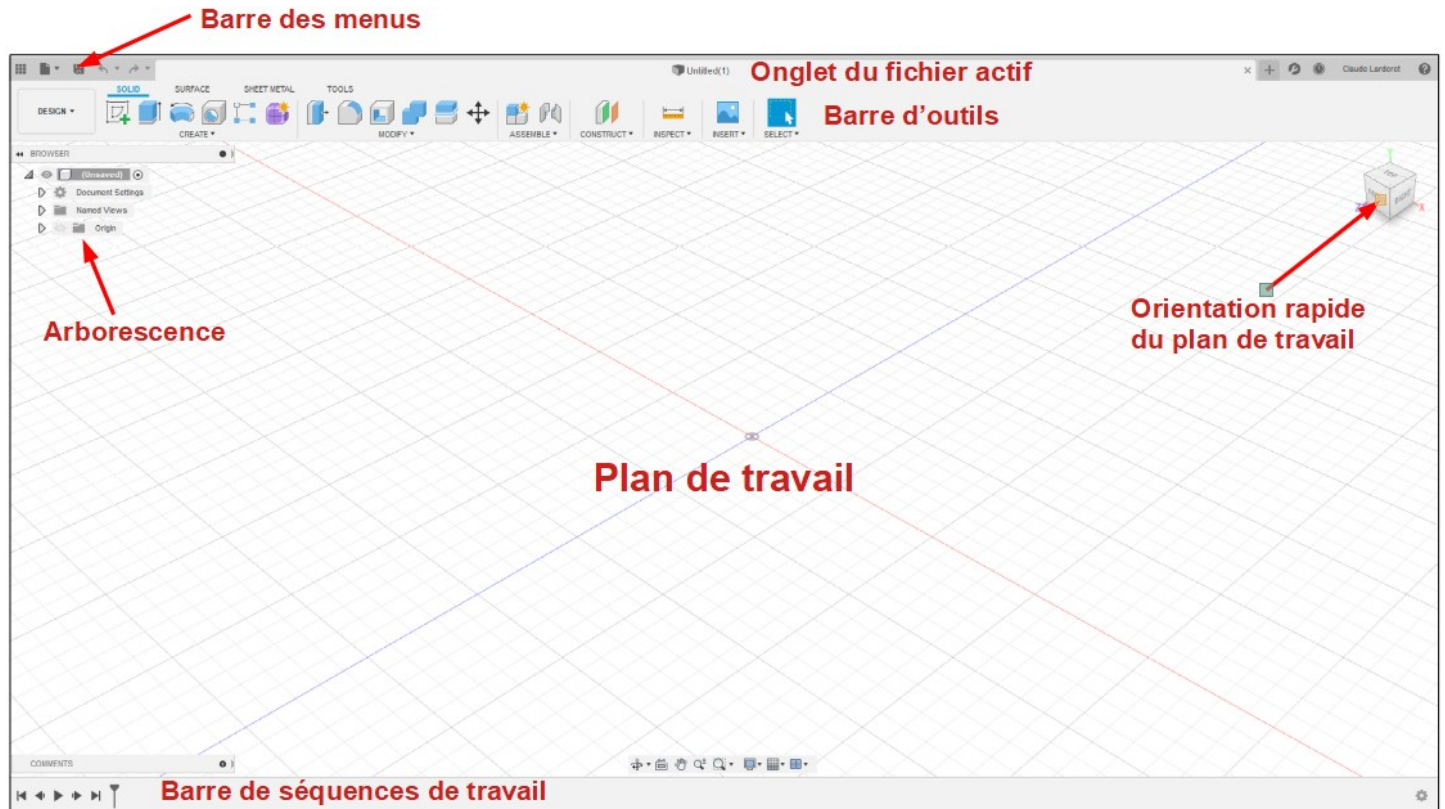 Barre des menus
Untitled(1)
Onglet du fichier actif
Claude Lardoret
SOLID SURFACE SHEET METAL TOOLS
DESIGN
Barre d'outils
CREATE MODIFY ASSEMBLE CONSTRUCT INSPECT INSERT SELECT
BROWSER
(Unsaved)
Document Settings
Named Views
Origin
TOP
RIGHT
Y
X
Z
Arborescence
Orientation rapide
du plan de travail
Plan de travail
COMMENTS
Barre de séquences de travail